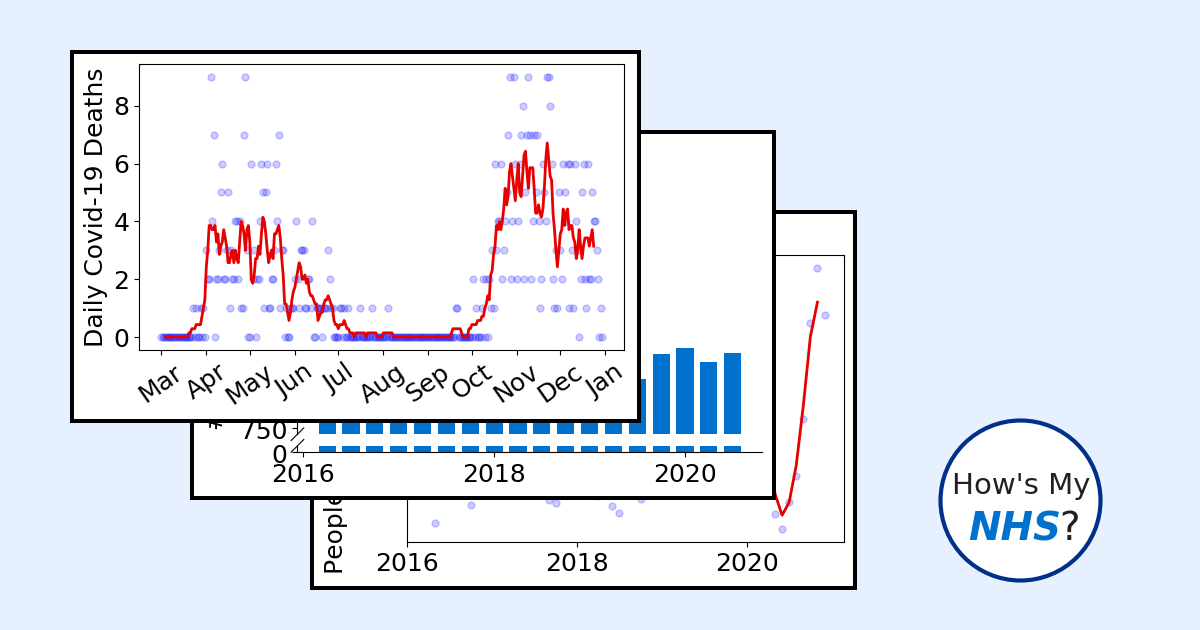 Daily Covid-19 Deaths
8
6
4
2
0
Mar Apr May Jun Jul Aug Sep Oct Nov Dec Jan
750
0
2016 2018 2020
People
2016 2018 2020
How's My
NHS?